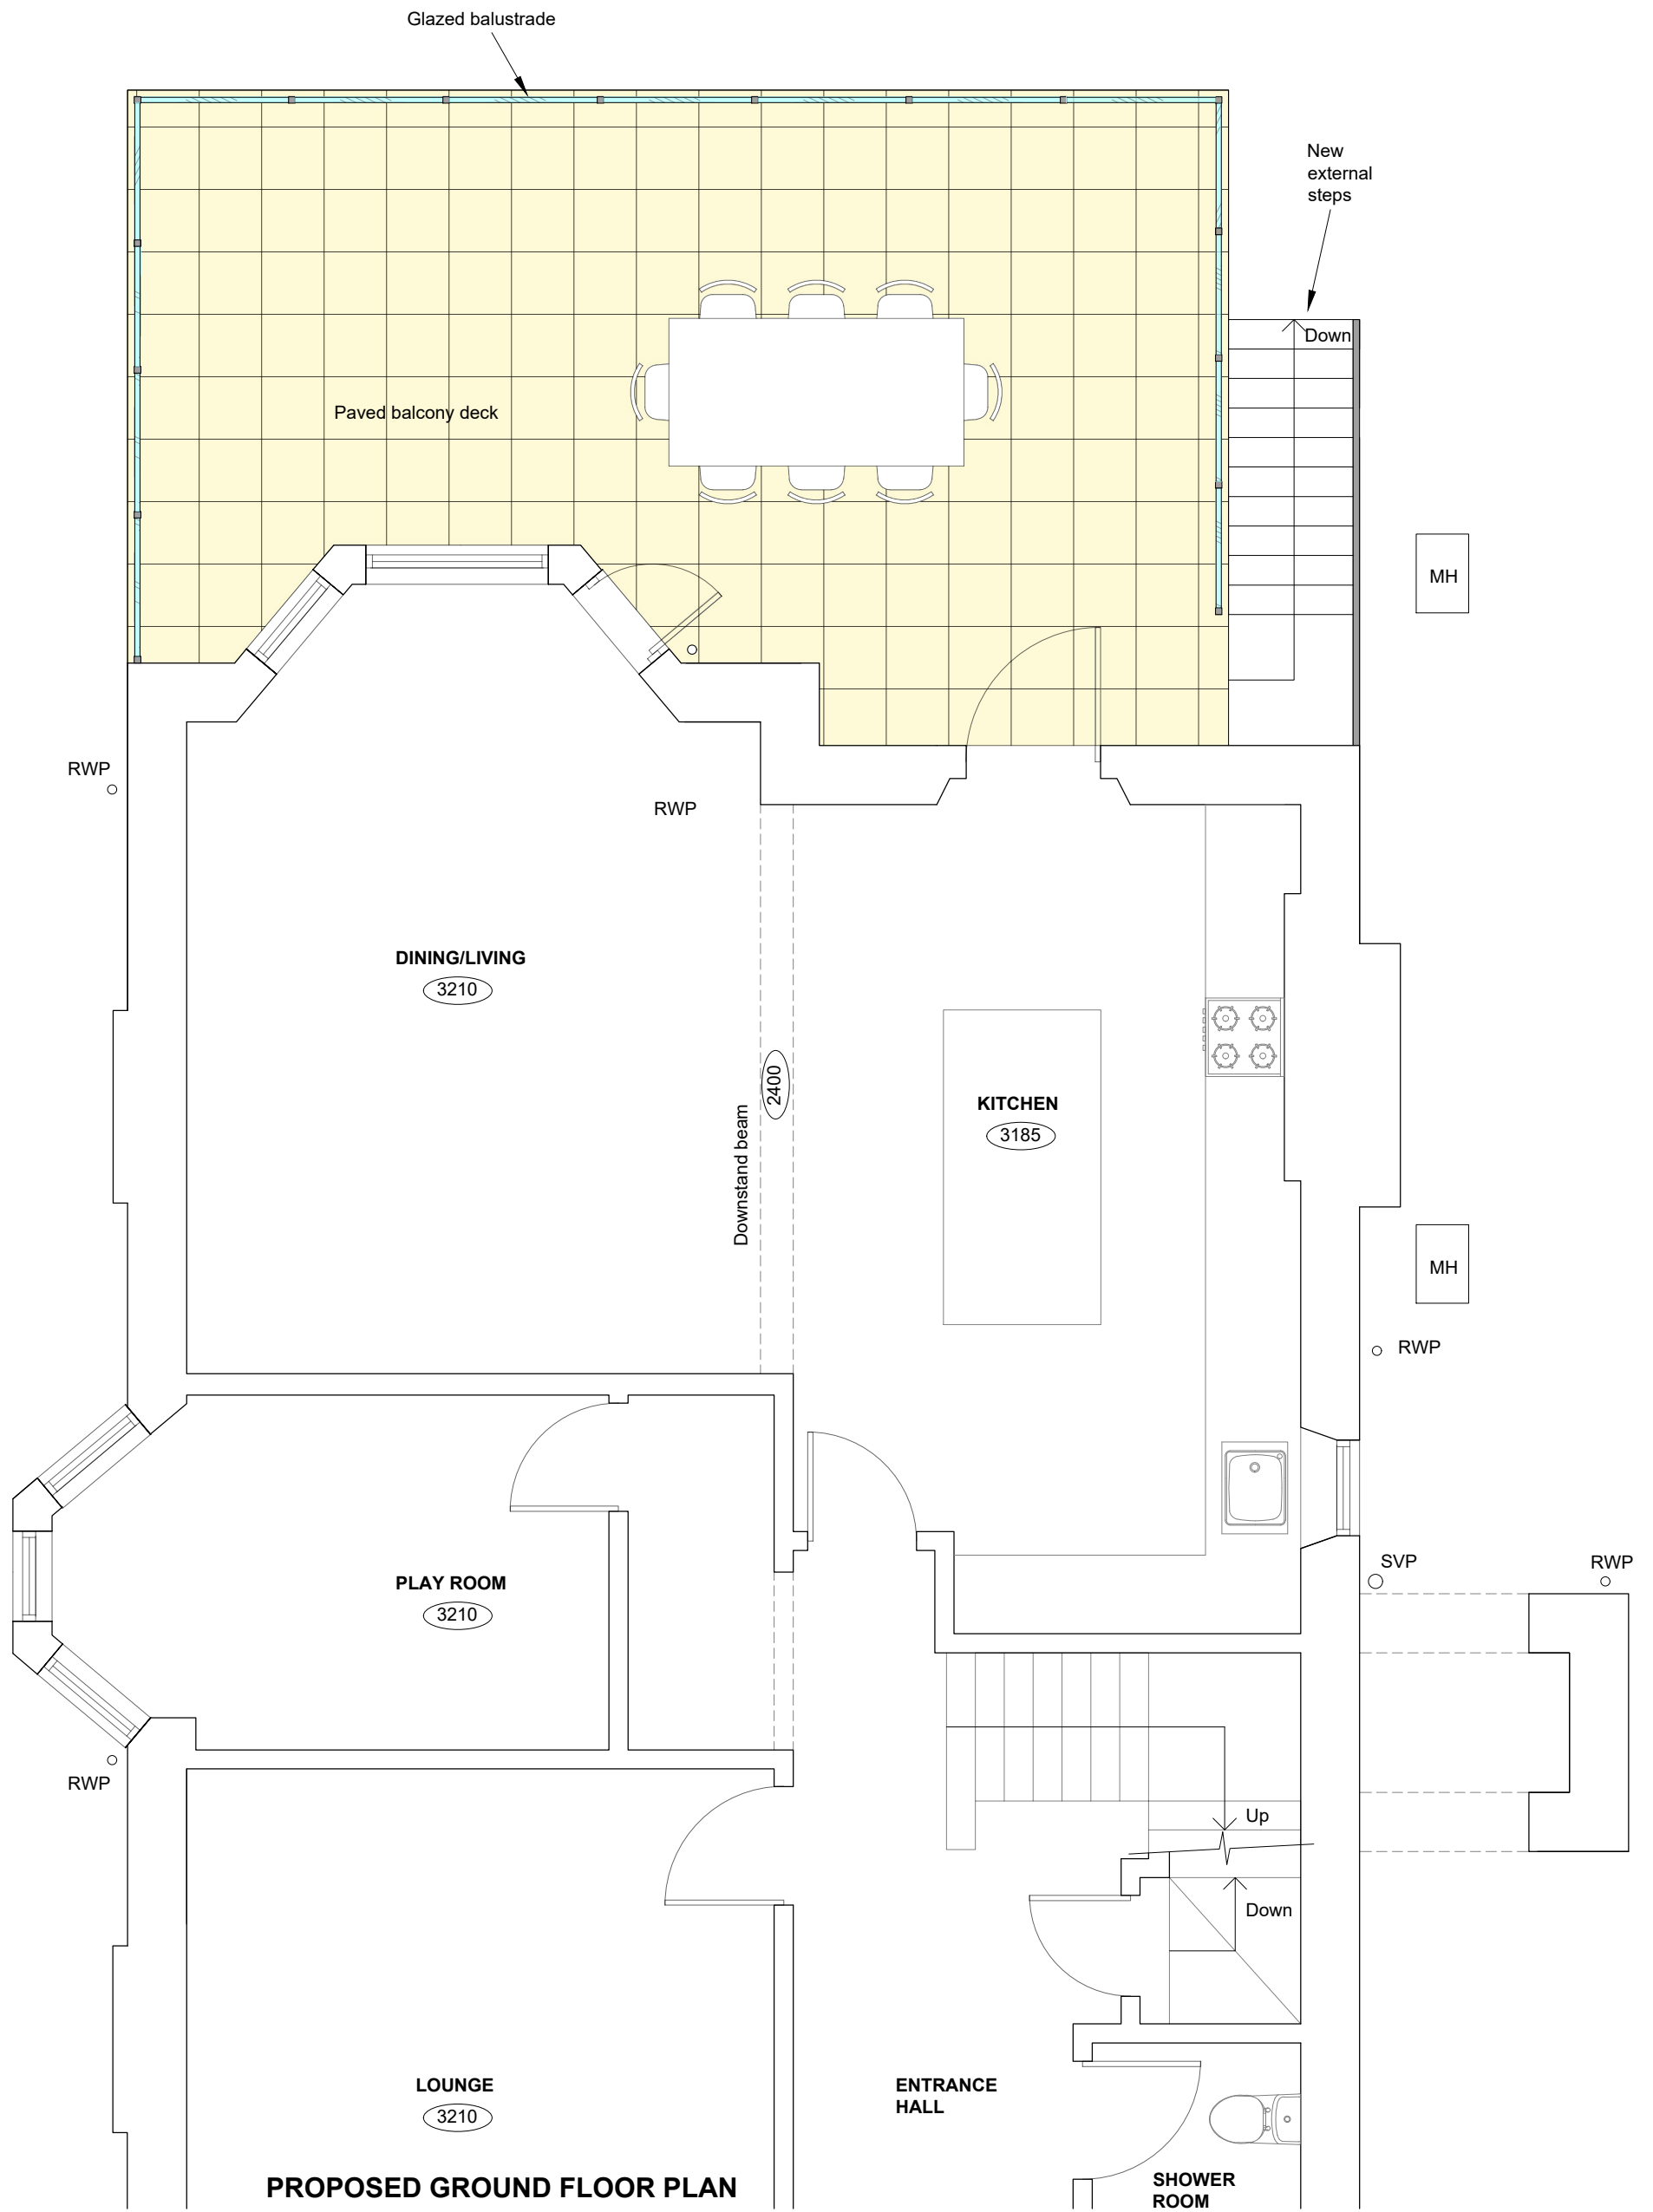 Glazed balustrade
New
external
steps
Down
Paved balcony deck
MH
RWP
RWP
DINING/LIVING
3210
2400
Downstand beam
KITCHEN
3185
MH
RWP
SVP
RWP
PLAY ROOM
3210
RWP
Up
Down
LOUNGE
3210
ENTRANCE
HALL
PROPOSED GROUND FLOOR PLAN
SHOWER
ROOM